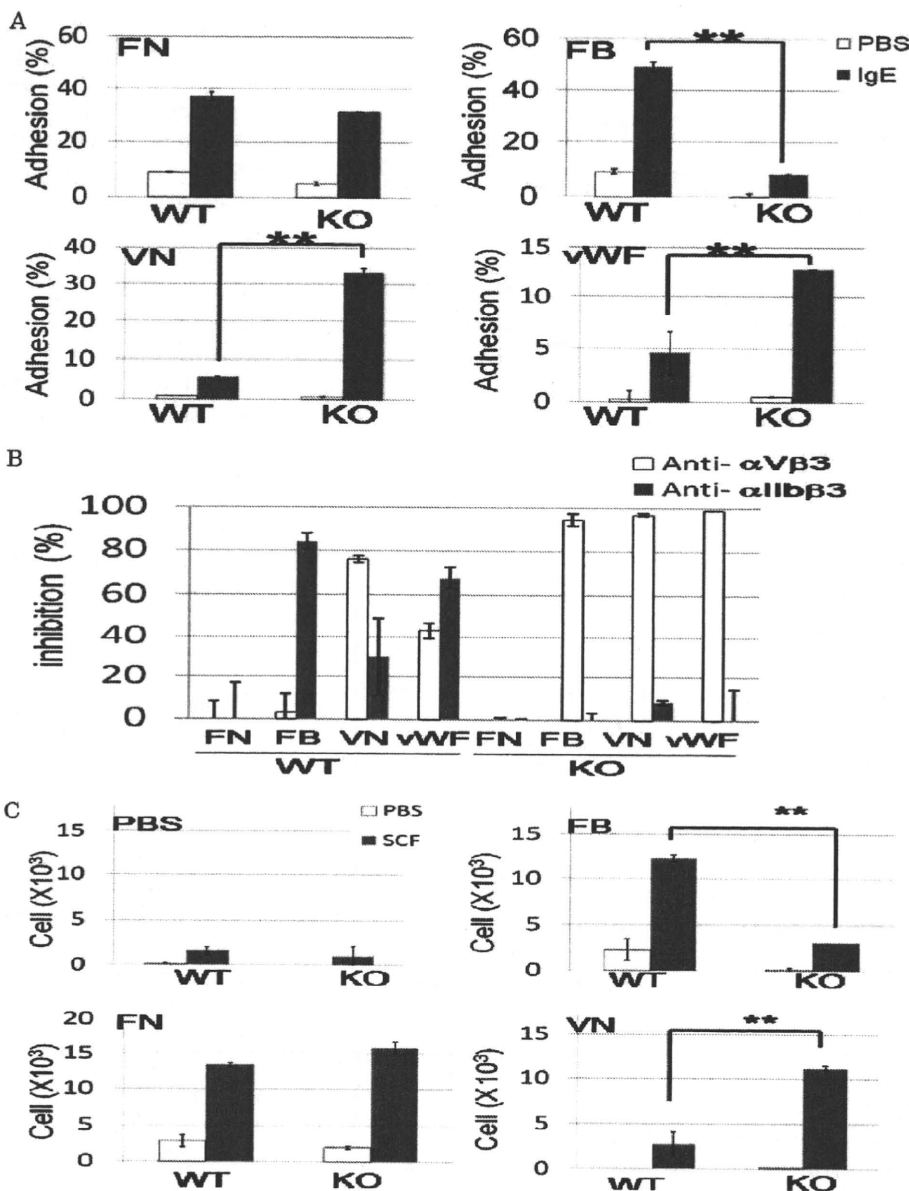 A
FN
Adhesion (%)
60
40
20
0
WT KO
FB
**
PBS
IgE
Adhesion (%)
60
40
20
0
WT KO
VN
**
Adhesion (%)
40
30
20
10
0
WT KO
vWF
**
Adhesion (%)
15
10
5
0
WT KO
B
Anti- αVβ3
Anti- αIIbβ3
inhibition (%)
100
80
60
40
20
0
FN FB VN vWF FN FB VN vWF
WT KO
C
PBS
PBS
SCF
Cell (X10³)
15
10
5
0
WT KO
FB
**
Cell (X10³)
15
10
5
0
WT KO
FN
Cell (X10³)
20
15
10
5
0
WT KO
VN
**
Cell (X10³)
15
10
5
0
WT KO